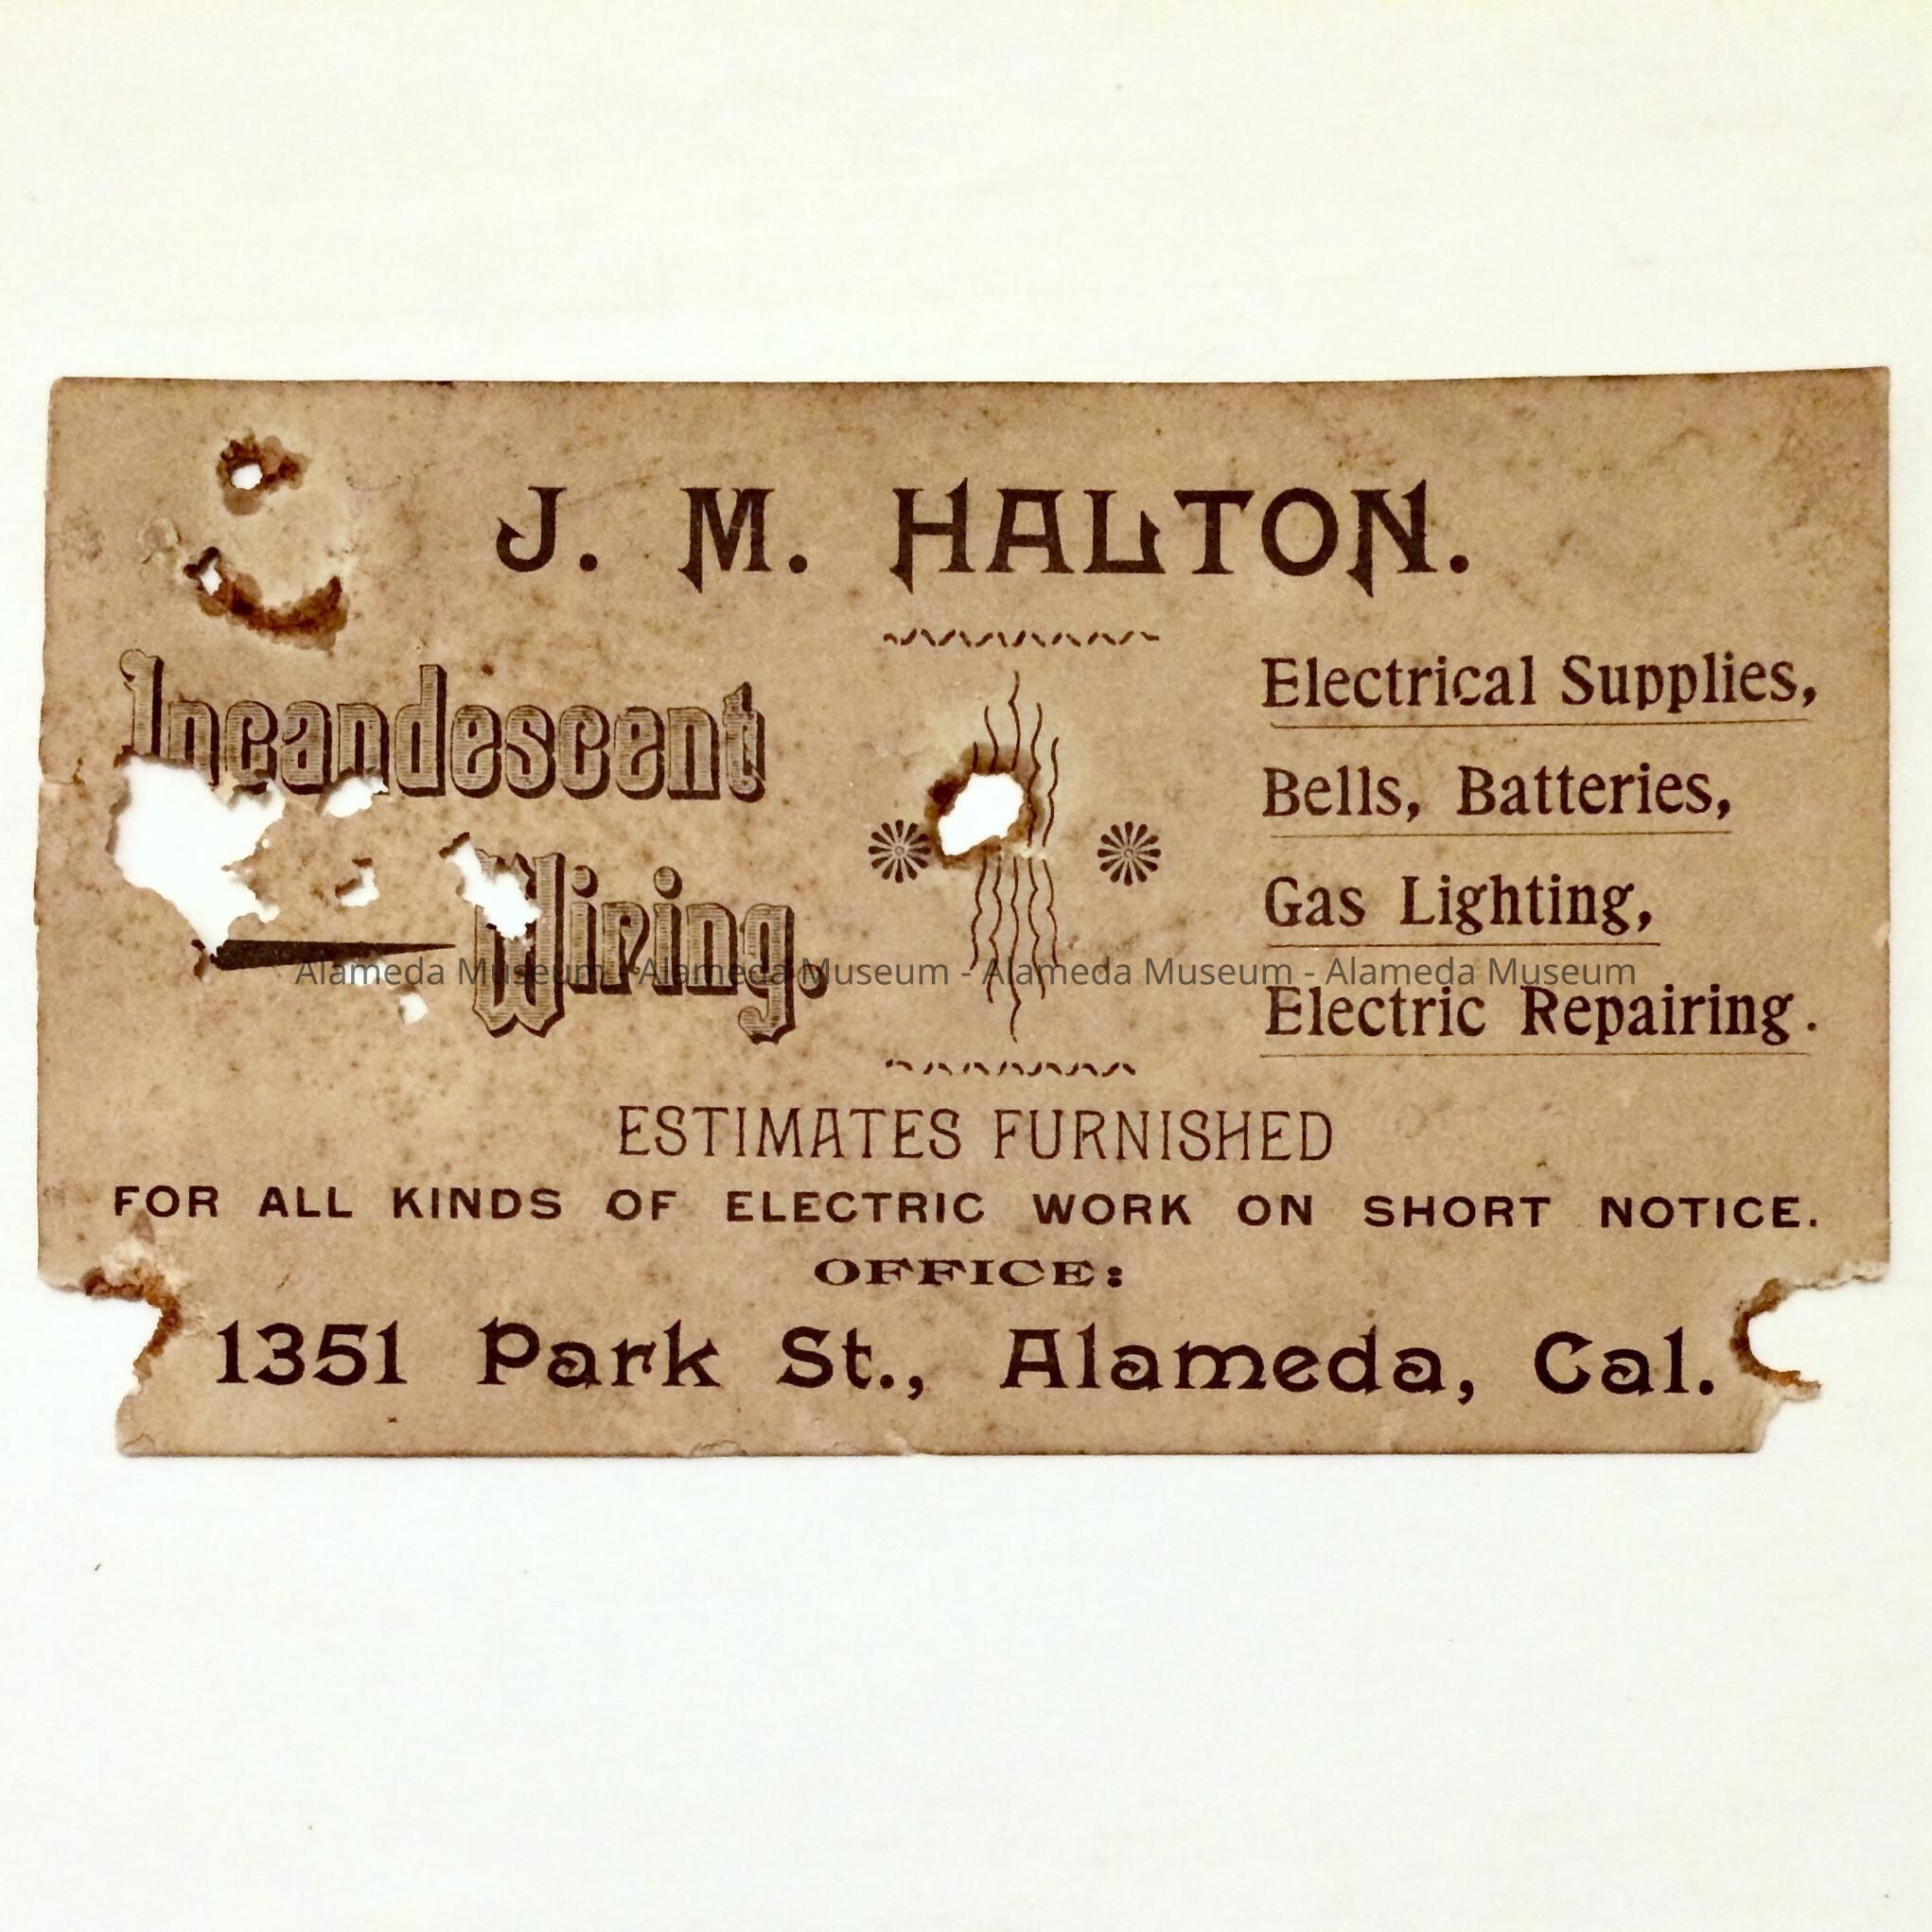 J. M. HALTON.
Incandescent
Wiring.
Electrical Supplies,
Bells, Batteries,
Gas Lighting,
Electric Repairing.
Alameda Museum - Alameda Museum - Alameda Museum - Alameda Museum
ESTIMATES FURNISHED
FOR ALL KINDS OF ELECTRIC WORK ON SHORT NOTICE.
OFFICE:
1351 Park St., Alameda, Cal.